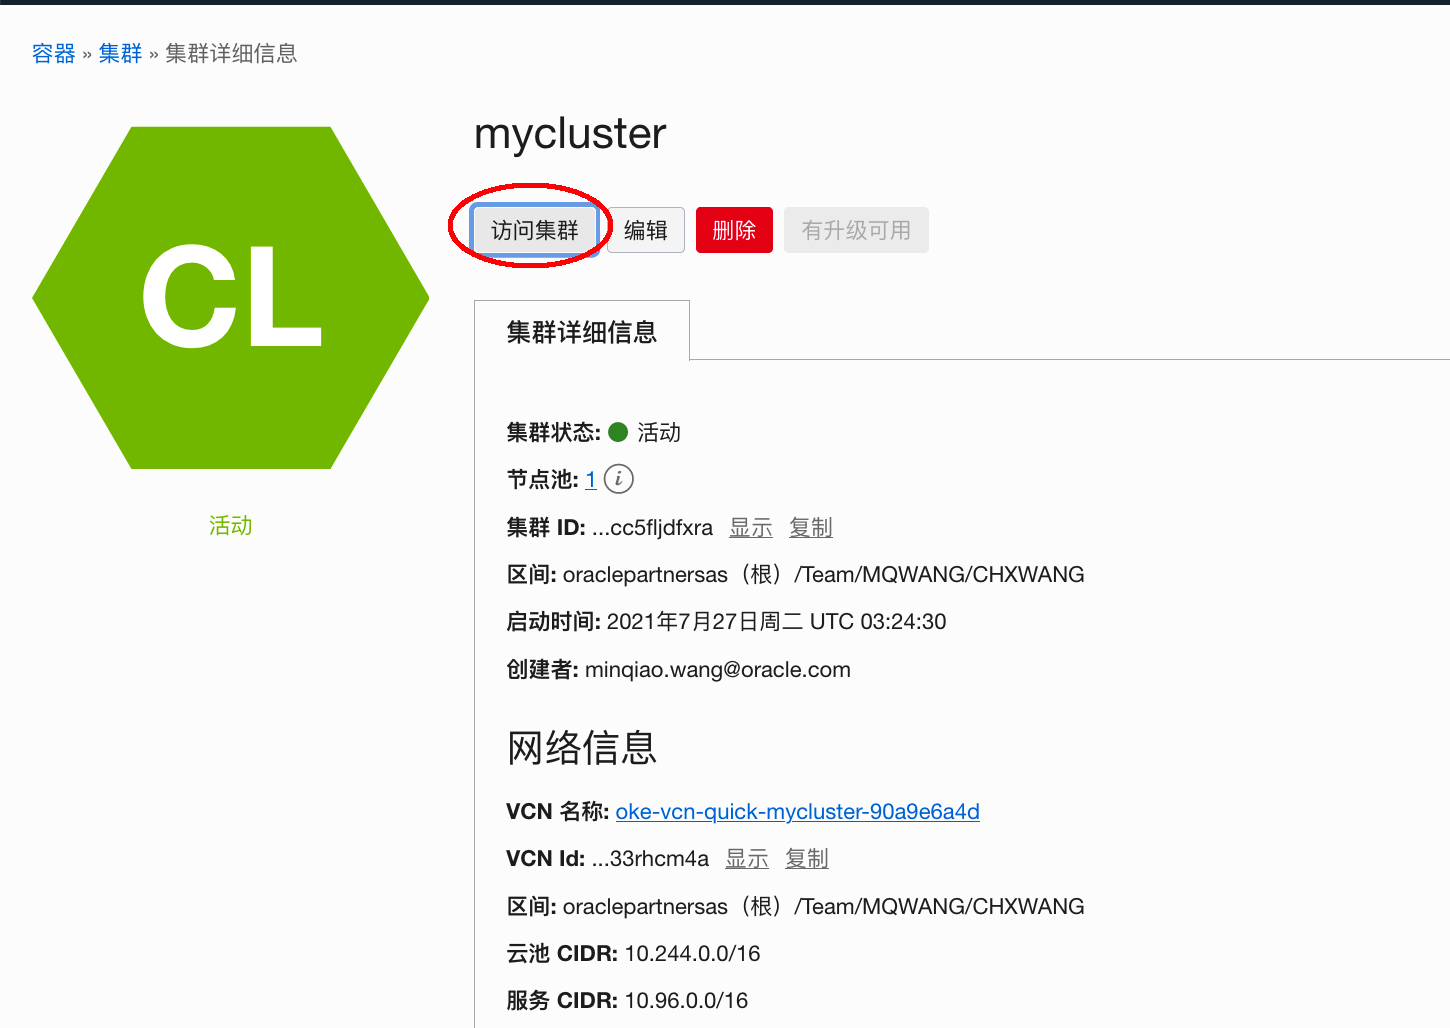 容器 » 集群 » 集群详细信息
CL
活动
mycluster
访问集群 编辑 删除 有升级可用
集群详细信息
集群状态: 活动
节点池: 1 i
集群 ID: ...cc5fljdfxra 显示 复制
区间: oraclepartnersas（根）/Team/MQWANG/CHXWANG
启动时间: 2021年7月27日周二 UTC 03:24:30
创建者: minqiao.wang@oracle.com
网络信息
VCN 名称: oke-vcn-quick-mycluster-90a9e6a4d
VCN Id: ...33rhcm4a 显示 复制
区间: oraclepartnersas（根）/Team/MQWANG/CHXWANG
云池 CIDR: 10.244.0.0/16
服务 CIDR: 10.96.0.0/16